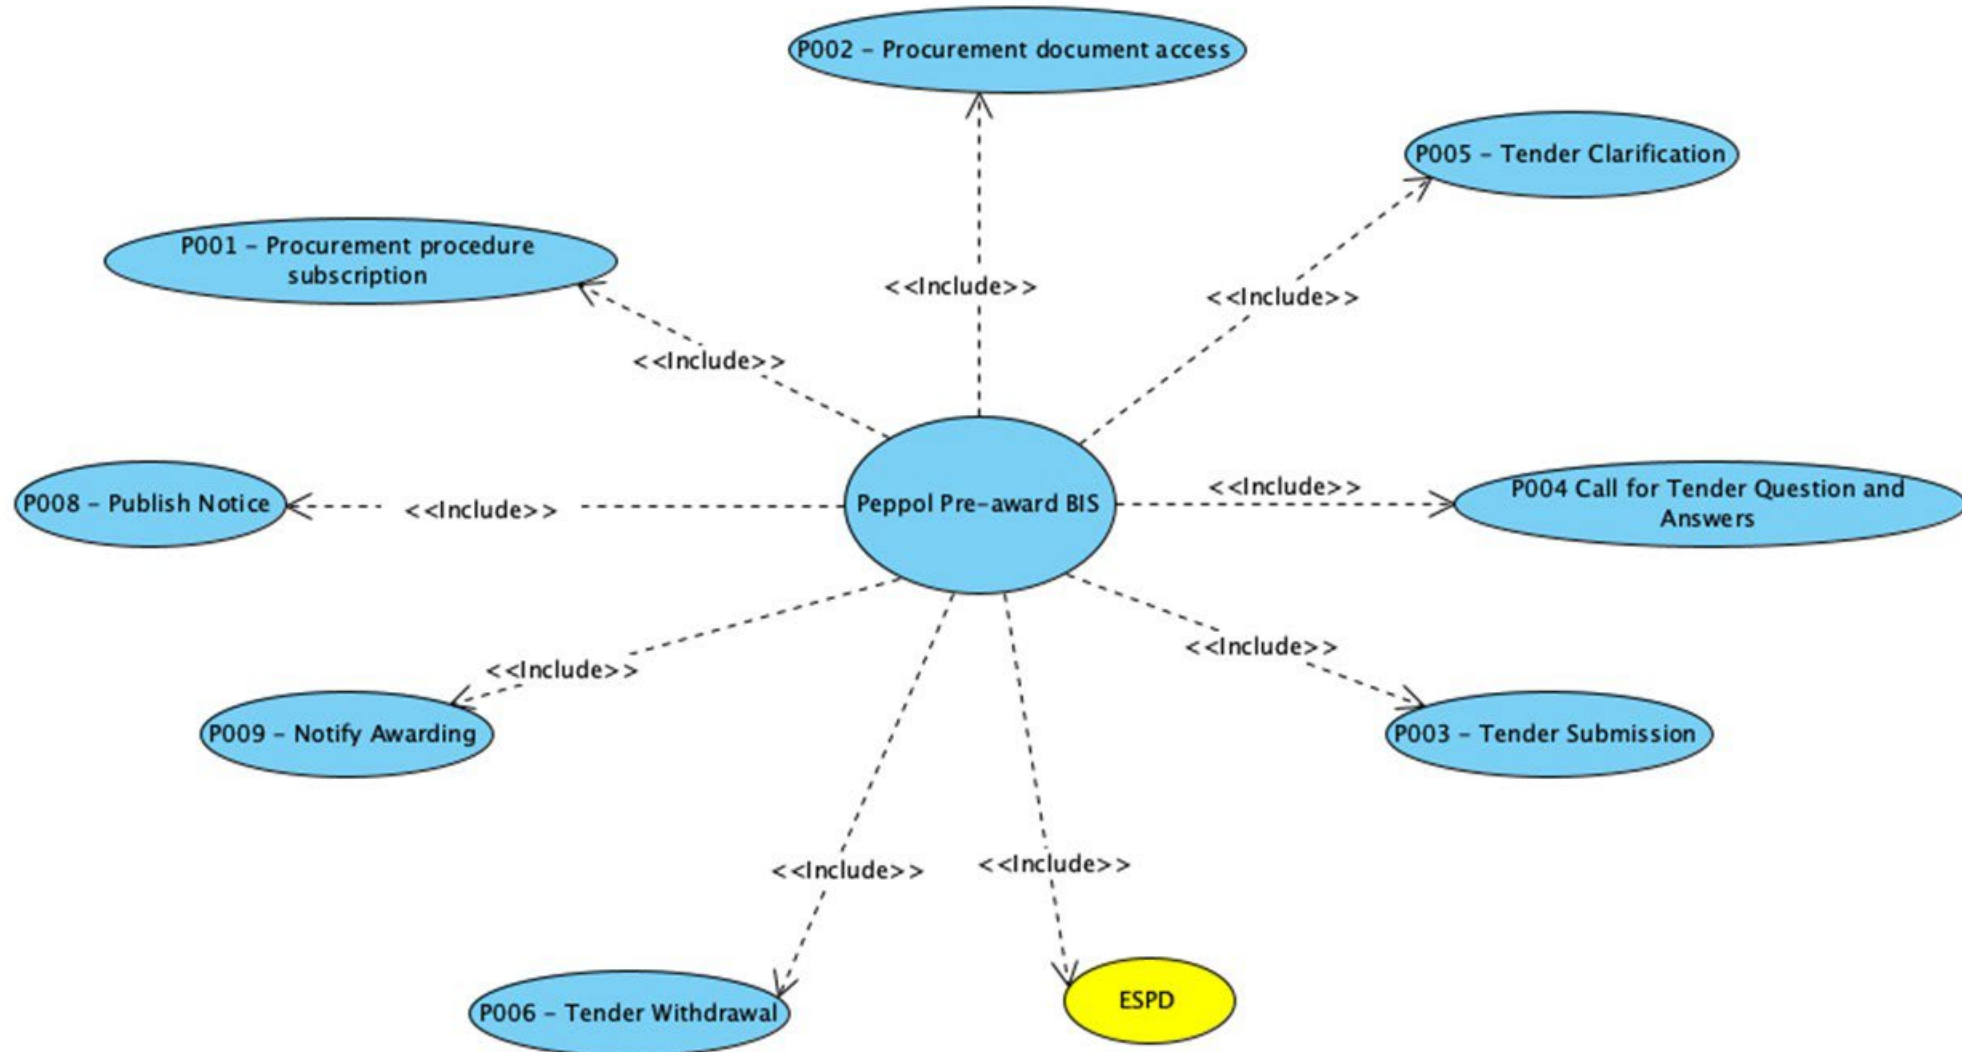 P002 – Procurement document access
P005 – Tender Clarification
P001 – Procurement procedure
subscription
<<Include>>
<<Include>>
<<Include>>
P008 – Publish Notice
<<Include>>
Peppol Pre-award BIS
<<Include>>
P004 Call for Tender Question and
Answers
<<Include>>
<<Include>>
P009 – Notify Awarding
P003 – Tender Submission
<<Include>>
<<Include>>
P006 – Tender Withdrawal
ESPD